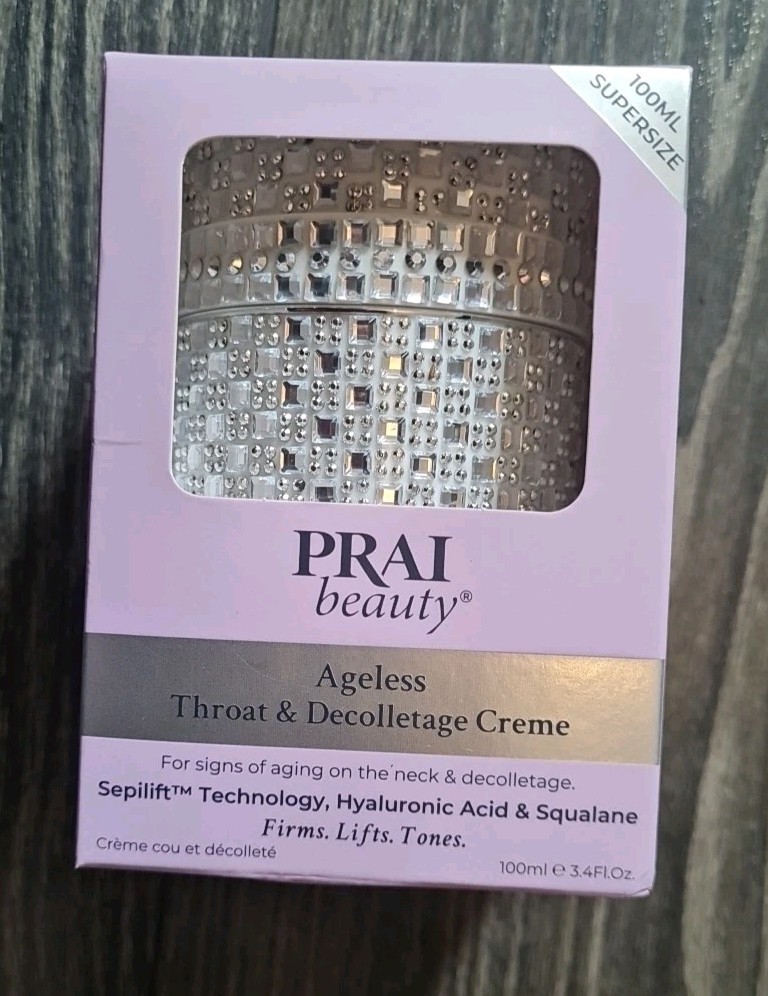 100ML
SUPERSIZE
PRAI
beauty®
Ageless
Throat & Decolletage Creme
For signs of aging on the neck & decolletage.
Sepilift™ Technology, Hyaluronic Acid & Squalane
Firms. Lifts. Tones.
Crème cou et décolleté
100ml ℮ 3.4Fl.Oz.